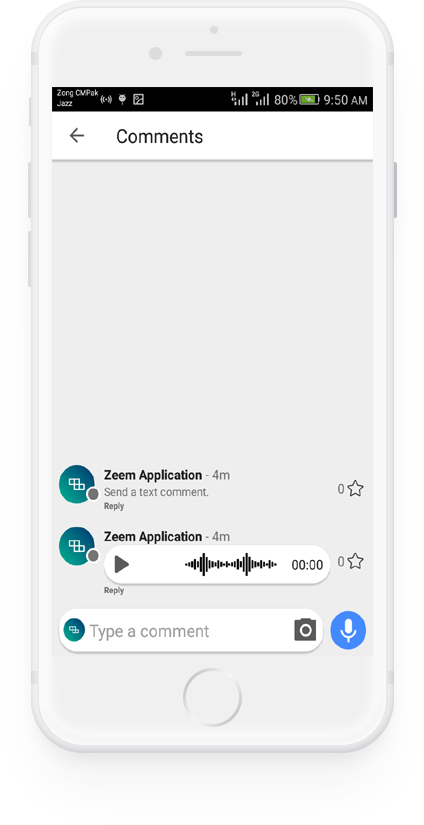 Zong CMPak
Jazz
H
2G
80%
9:50 AM
Comments
Zeem Application - 4m
Send a text comment.
0
Reply
Zeem Application - 4m
00:00
0
Reply
Type a comment